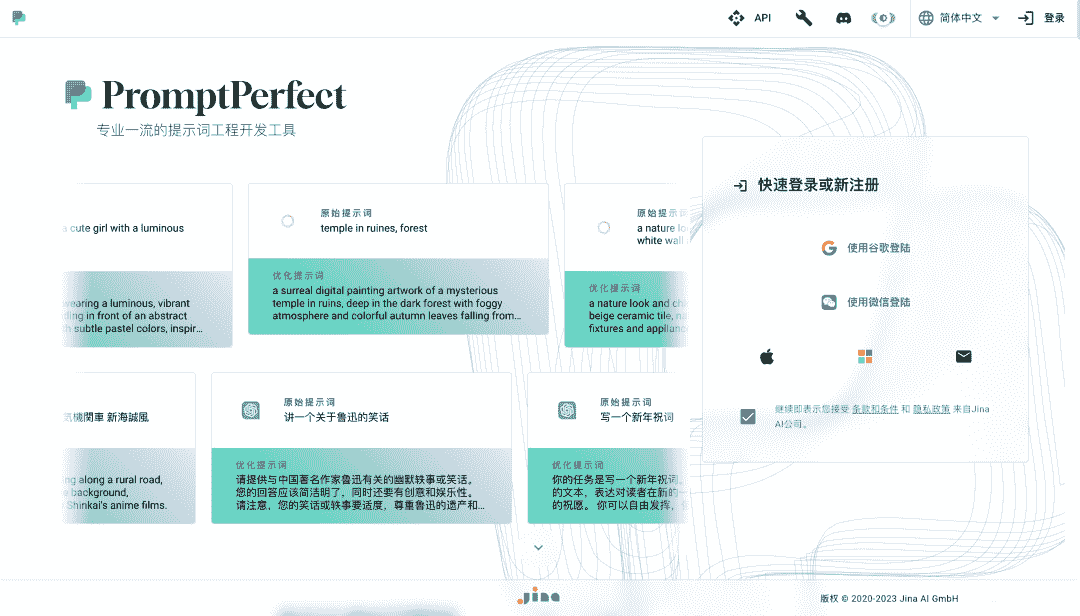 API
简体中文
登录
PromptPerfect
专业一流的提示词工程开发工具
a cute girl with a luminous
wearing a luminous, vibrant
ding in front of an abstract
h subtle pastel colors, inspir...
原始提示词
temple in ruines, forest
优化提示词
a surreal digital painting artwork of a mysterious
temple in ruins, deep in the dark forest with foggy
atmosphere and colorful autumn leaves falling from...
原始提示词
a nature lo
white wall
优化提示词
a nature look and ch
beige ceramic tile, na
fixtures and applianc
快速登录或新注册
使用谷歌登陆
使用微信登陆
继续即表示您接受 条款和条件 和 隐私政策 来自Jina
AI公司。
機関車 新海誠風
ng along a rural road,
e background,
Shinkai's anime films.
原始提示词
讲一个关于鲁迅的笑话
优化提示词
请提供与中国著名作家鲁迅有关的幽默轶事或笑话。
您的回答应该简洁明了，同时还要有创意和娱乐性。
请注意，您的笑话或轶事要适度，尊重鲁迅的遗产和...
原始提示词
写一个新年祝词
优化提示词
你的任务是写一个新年祝词。
的文本，表达对读者在新的一
的祝愿。 你可以自由发挥，
Jina
版权 © 2020-2023 Jina AI GmbH